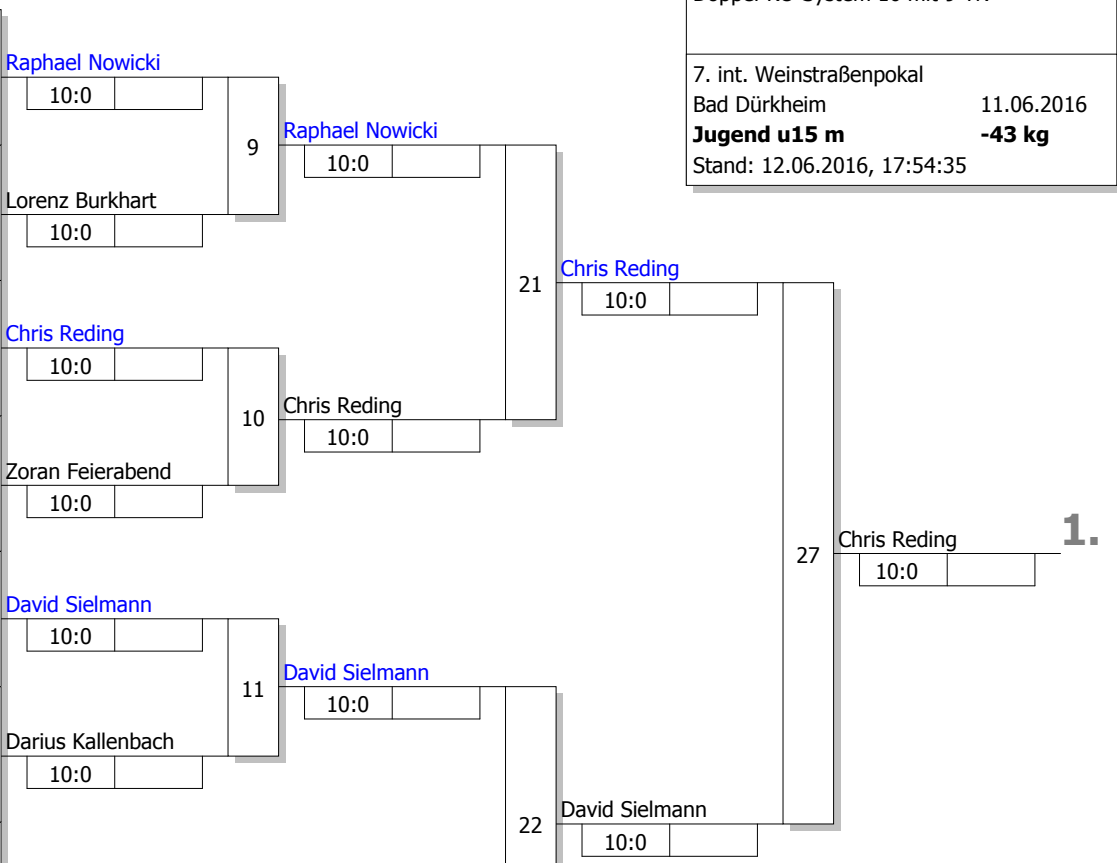 7. int. Weinstraßenpokal
Bad Dürkheim 11.06.2016
Jugend u15 m -43 kg
Stand: 12.06.2016, 17:54:35
Raphael Nowicki
10:0
9
Lorenz Burkhart
10:0
Raphael Nowicki
10:0
21
Chris Reding
10:0
Chris Reding
10:0
10
Chris Reding
10:0
Zoran Feierabend
10:0
27
Chris Reding
1.
10:0
David Sielmann
10:0
11
David Sielmann
10:0
Darius Kallenbach
10:0
22
David Sielmann
10:0